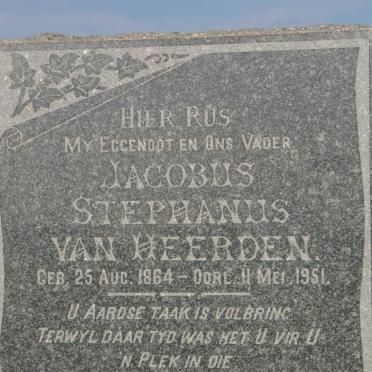 HIER RUS
MY EGGENOOT EN ONS VADER
JACOBUS
STEPHANUS
VAN HEERDEN.
GEB. 25 AUG. 1864 – OORL. 11 MEI. 1951.
U AARDSE TAAK IS VOLBRING
TERWYL DAAR TYD WAS HET U VIR U
'N PLEK IN DIE